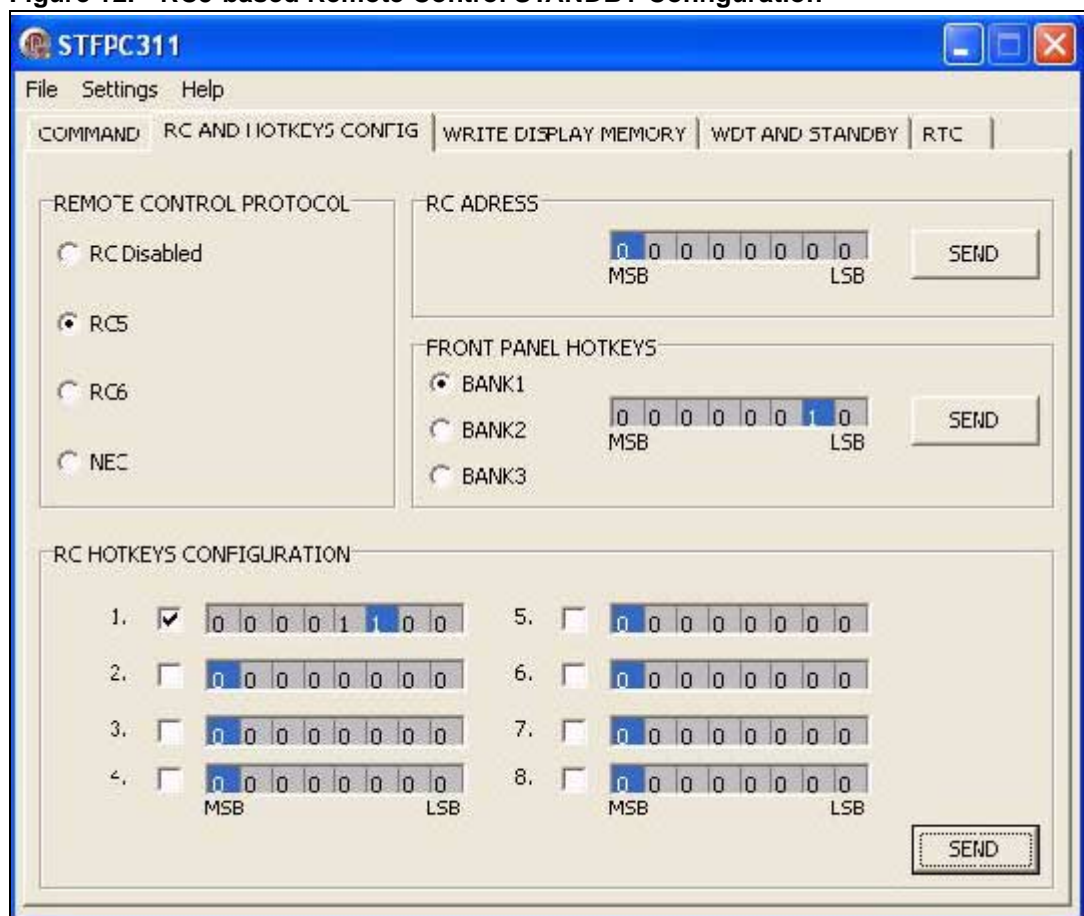 Figure 12. RC5-based Remote Control STANDBY Configuration
STFPC311
File Settings Help
COMMAND RC AND HOTKEYS CONFIG WRITE DISPLAY MEMORY WDT AND STANDBY RTC
REMOTE CONTROL PROTOCOL
RC Disabled
RC5
RC6
NEC
RC ADRESS
0 0 0 0 0 0 0 0
MSB LSB
SEND
FRONT PANEL HOTKEYS
BANK1
BANK2
BANK3
0 0 0 0 0 0 1 0
MSB LSB
SEND
RC HOTKEYS CONFIGURATION
1. 0 0 0 0 1 1 0 0
2. 0 0 0 0 0 0 0 0
3. 0 0 0 0 0 0 0 0
4. 0 0 0 0 0 0 0 0
MSB LSB
5. 0 0 0 0 0 0 0 0
6. 0 0 0 0 0 0 0 0
7. 0 0 0 0 0 0 0 0
8. 0 0 0 0 0 0 0 0
MSB LSB
SEND